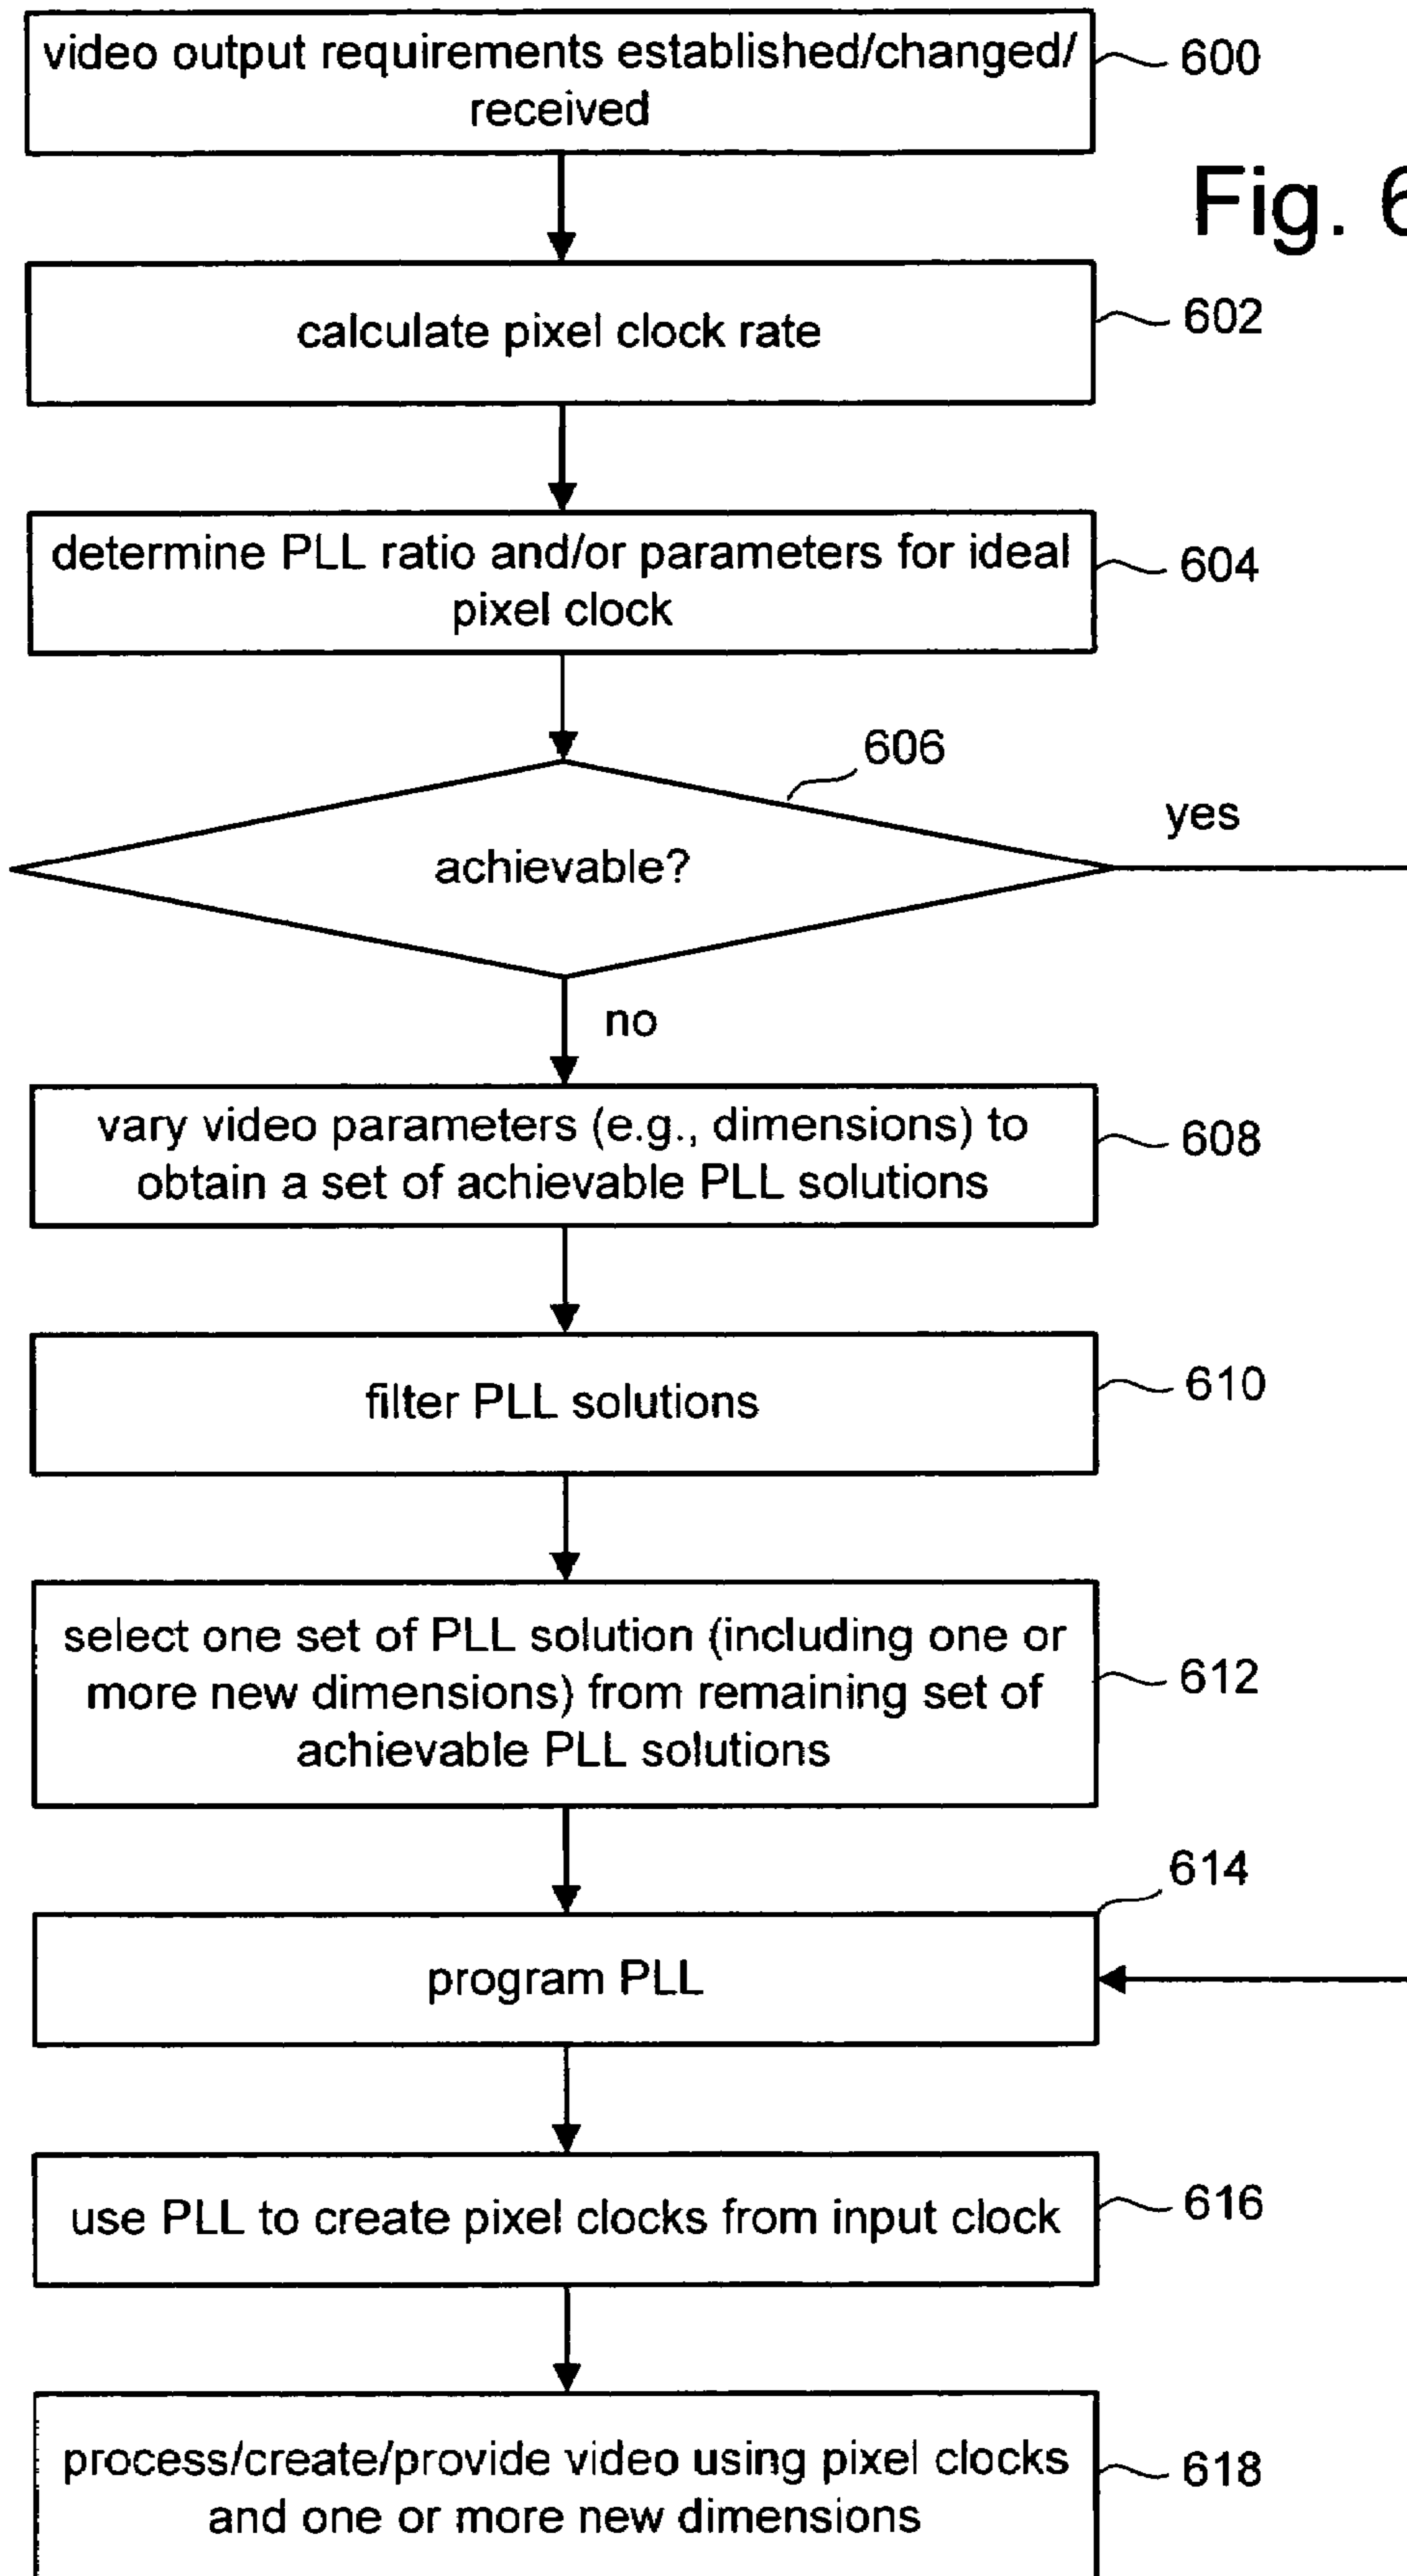 video output requirements established/changed/
received
600
Fig. 6
calculate pixel clock rate
602
determine PLL ratio and/or parameters for ideal
pixel clock
604
606
achievable?
yes
no
vary video parameters (e.g., dimensions) to
obtain a set of achievable PLL solutions
608
filter PLL solutions
610
select one set of PLL solution (including one or
more new dimensions) from remaining set of
achievable PLL solutions
612
614
program PLL
use PLL to create pixel clocks from input clock
616
process/create/provide video using pixel clocks
and one or more new dimensions
618